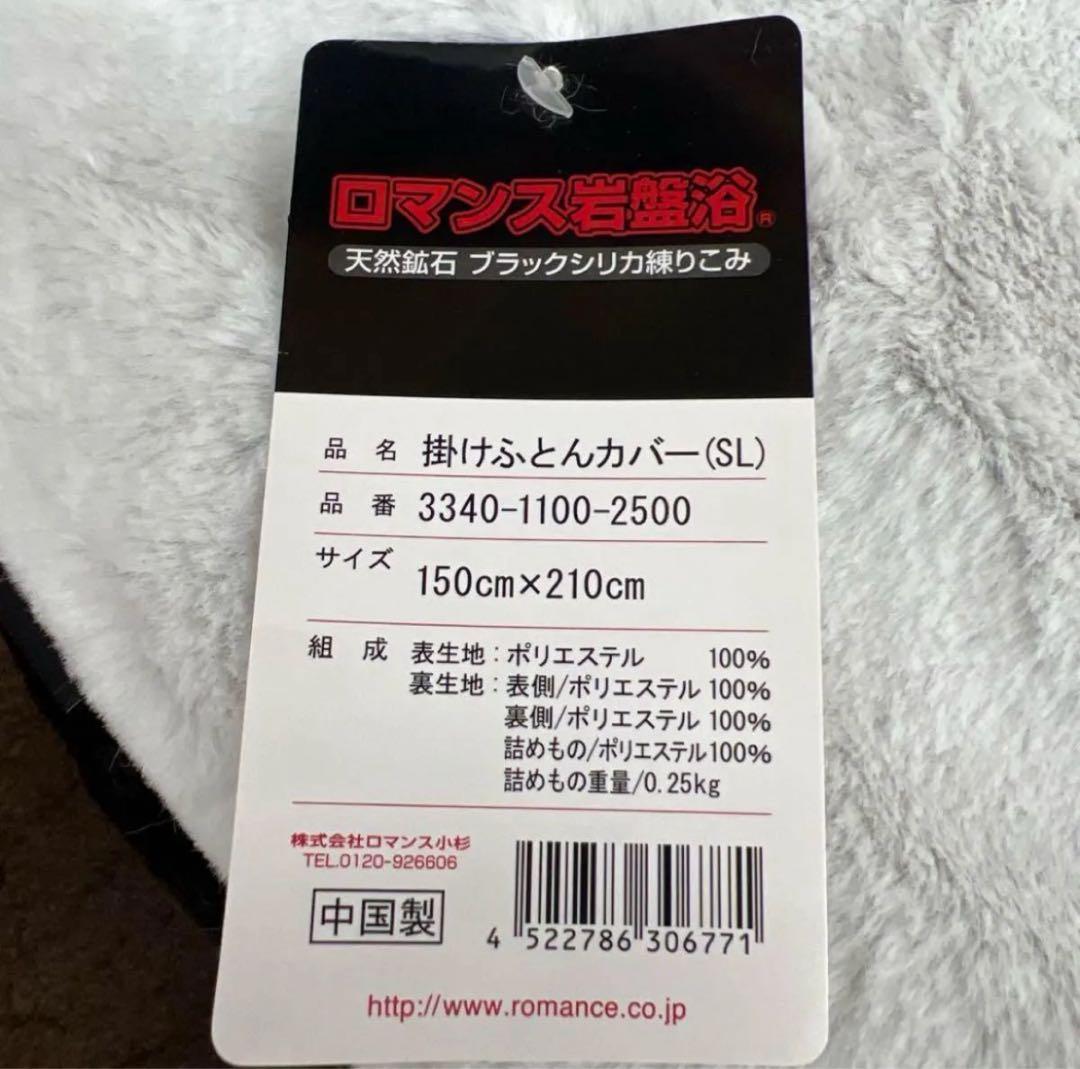 ロマンス岩盤浴®
天然鉱石 ブラックシリカ練りこみ
品 名 掛けふとんカバー(SL)
品 番 3340-1100-2500
サイズ 150cm×210cm
組 成 表生地:ポリエステル 100%
裏生地:表側/ポリエステル 100%
裏側/ポリエステル 100%
詰めもの/ポリエステル100%
詰めもの重量/0.25kg
株式会社ロマンス小杉
TEL.0120-926606
中国製
4 522786 306771
http://www.romance.co.jp